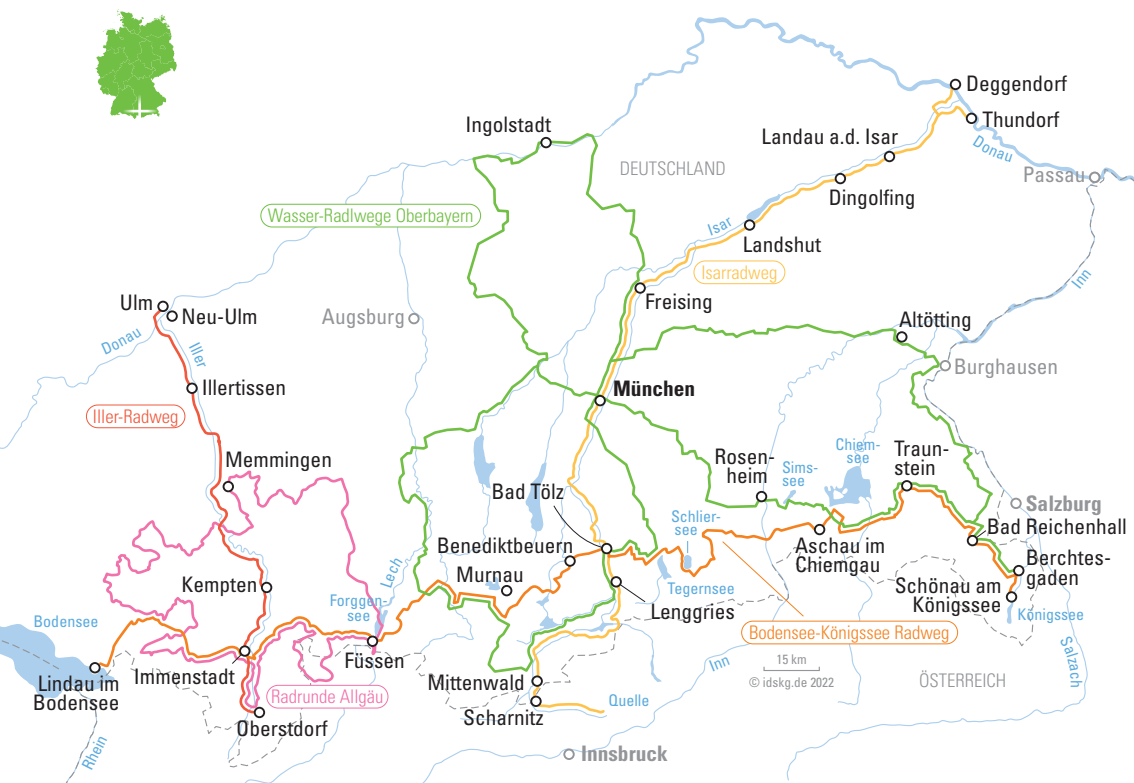 Deggendorf
Thundorf
Donau
Ingolstadt
Landau a.d. Isar
DEUTSCHLAND
Passau
Dingolfing
Wasser-Radlwege Oberbayern
Isar
Landshut
Isarradweg
Inn
Ulm
Neu-Ulm
Augsburg
Freising
Altötting
Donau
Iller
Burghausen
Illertissen
München
Iller-Radweg
Memmingen
Rosen-
heim
Sims-
see
Chiem-
see
Traun-
stein
Bad Tölz
Salzburg
Schlier-
see
Bad Reichenhall
Benediktbeuern
Aschau im
Chiemgau
Berchtes-
gaden
Lech
Murnau
Kempten
Tegernsee
Schönau am
Königssee
Forggen-
see
Lenggries
Königssee
Bodensee
Bodensee-Königssee Radweg
Füssen
Inn
15 km
© idskg.de 2022
Salzach
Lindau im
Bodensee
Immenstadt
Mittenwald
ÖSTERREICH
Radrunde Allgäu
Quelle
Scharnitz
Oberstdorf
Rhein
Innsbruck